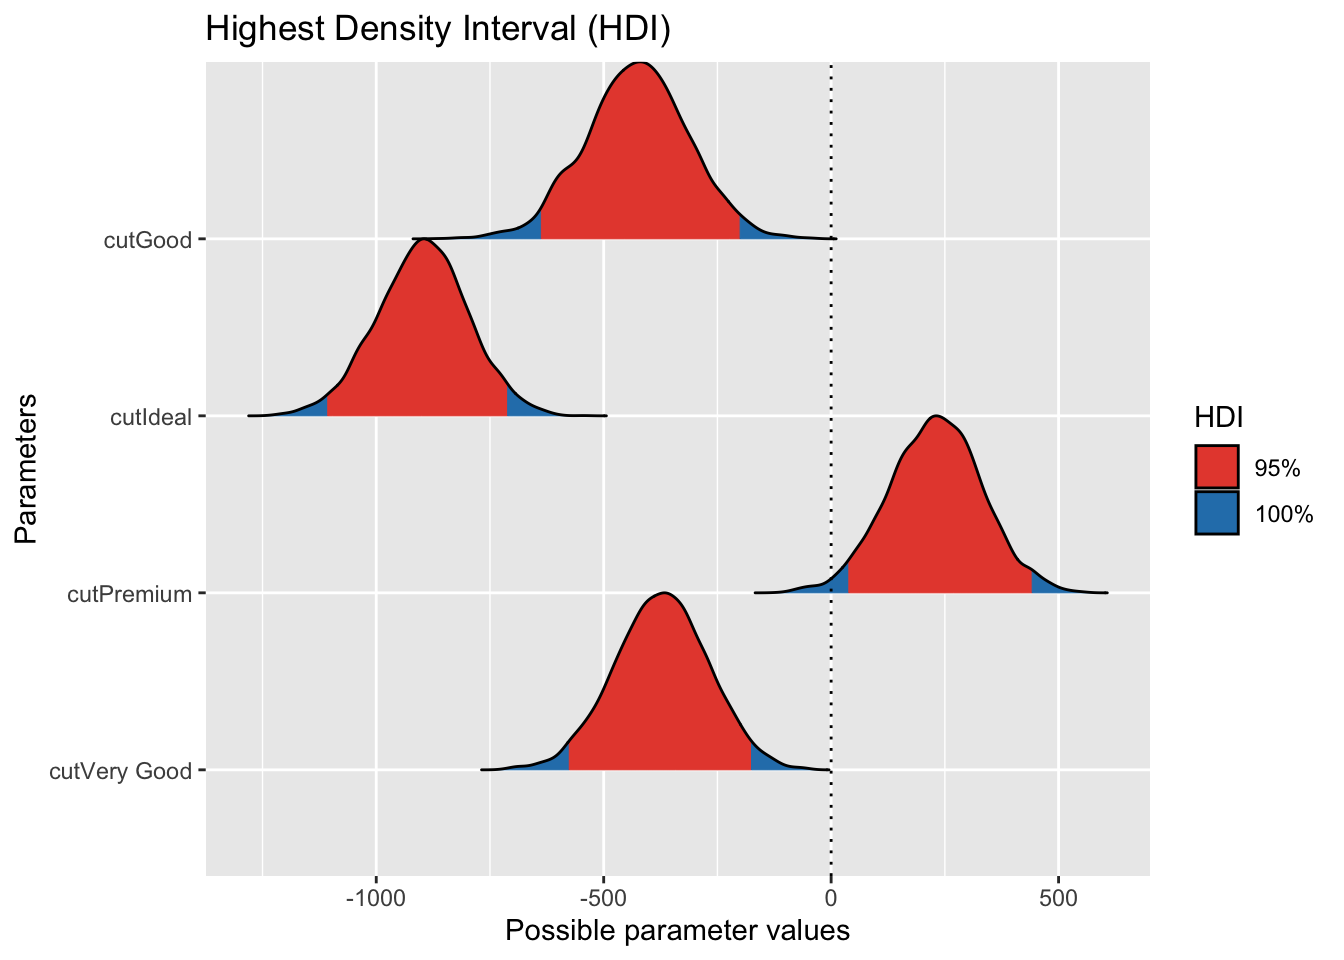 Highest Density Interval (HDI)
cutGood
cutIdeal
cutPremium
cutVery Good
Parameters
-1000
-500
0
500
Possible parameter values
HDI
95%
100%